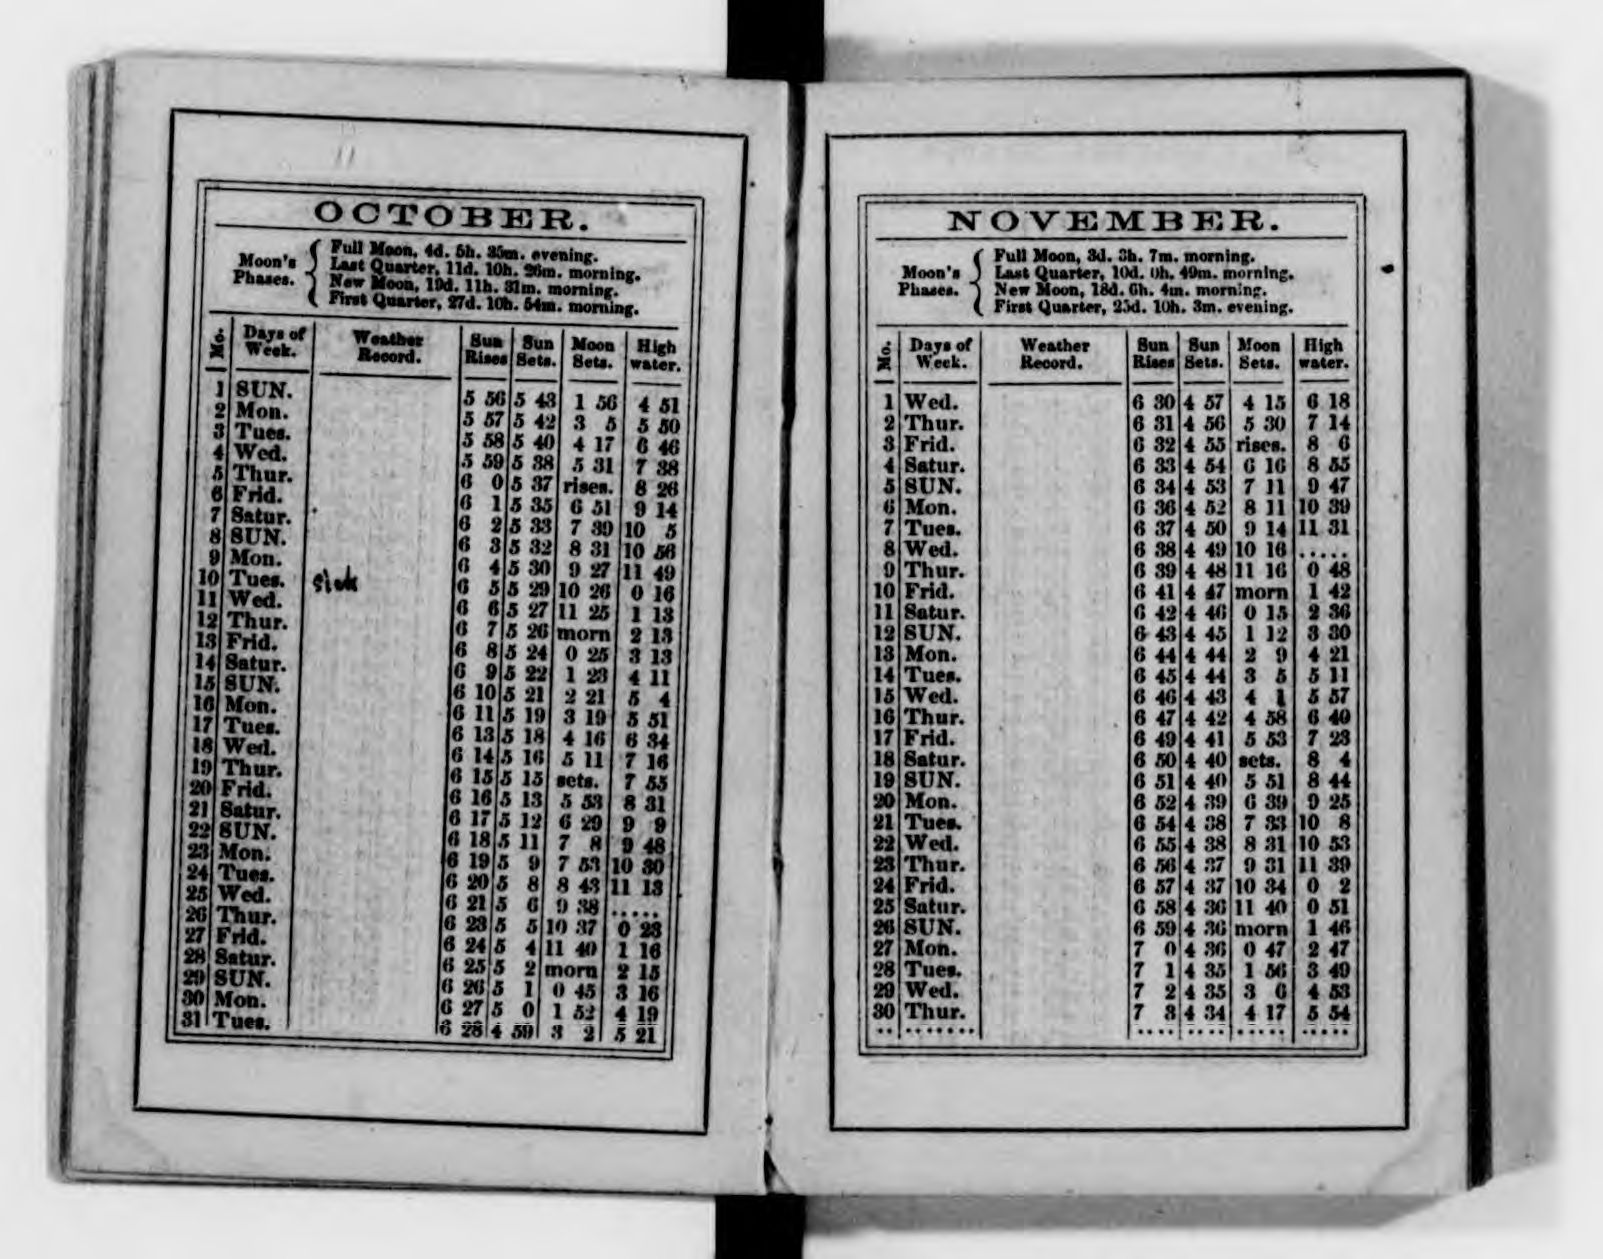 OCTOBER.
Moon's Phases.
Full Moon, 4d. 5h. 35m. evening.
Last Quarter, 11d. 10h. 26m. morning.
New Moon, 19d. 11h. 31m. morning.
First Quarter, 27d. 10h. 54m. morning.
Mo. Days of Week. Weather Record. Sun Rises Sun Sets. Moon Sets. High water.
1 SUN. 5 56 5 43 1 56 4 51
2 Mon. 5 57 5 42 3 5 5 50
3 Tues. 5 58 5 40 4 17 6 46
4 Wed. 5 59 5 38 5 31 7 38
5 Thur. 6 0 5 37 rises. 8 26
6 Frid. 6 1 5 35 6 51 9 14
7 Satur. 6 2 5 33 7 39 10 5
8 SUN. 6 3 5 32 8 31 10 56
9 Mon. 6 4 5 30 9 27 11 49
10 Tues. sick 6 5 5 29 10 26 0 16
11 Wed. 6 6 5 27 11 25 1 13
12 Thur. 6 7 5 26 morn 2 13
13 Frid. 6 8 5 24 0 25 3 13
14 Satur. 6 9 5 22 1 23 4 11
15 SUN. 6 10 5 21 2 21 5 4
16 Mon. 6 11 5 19 3 19 5 51
17 Tues. 6 13 5 18 4 16 6 34
18 Wed. 6 14 5 16 5 11 7 16
19 Thur. 6 15 5 15 sets. 7 55
20 Frid. 6 16 5 13 5 53 8 31
21 Satur. 6 17 5 12 6 29 9 9
22 SUN. 6 18 5 11 7 8 9 48
23 Mon. 6 19 5 9 7 53 10 30
24 Tues. 6 20 5 8 8 43 11 13
25 Wed. 6 21 5 6 9 38 .....
26 Thur. 6 23 5 5 10 37 0 23
27 Frid. 6 24 5 4 11 40 1 16
28 Satur. 6 25 5 2 morn 2 15
29 SUN. 6 26 5 1 0 45 3 16
30 Mon. 6 27 5 0 1 52 4 19
31 Tues. 6 28 4 59 3 2 5 21
NOVEMBER.
Moon's Phases.
Full Moon, 3d. 3h. 7m. morning.
Last Quarter, 10d. 0h. 49m. morning.
New Moon, 18d. 6h. 4m. morning.
First Quarter, 25d. 10h. 3m. evening.
Mo. Days of Week. Weather Record. Sun Rises Sun Sets. Moon Sets. High water.
1 Wed. 6 30 4 57 4 15 6 18
2 Thur. 6 31 4 56 5 30 7 14
3 Frid. 6 32 4 55 rises. 8 6
4 Satur. 6 33 4 54 6 16 8 55
5 SUN. 6 34 4 53 7 11 9 47
6 Mon. 6 36 4 52 8 11 10 39
7 Tues. 6 37 4 50 9 14 11 31
8 Wed. 6 38 4 49 10 16 .....
9 Thur. 6 39 4 48 11 16 0 48
10 Frid. 6 41 4 47 morn 1 42
11 Satur. 6 42 4 46 0 15 2 36
12 SUN. 6 43 4 45 1 12 3 30
13 Mon. 6 44 4 44 2 9 4 21
14 Tues. 6 45 4 44 3 5 5 11
15 Wed. 6 46 4 43 4 1 5 57
16 Thur. 6 47 4 42 4 58 6 40
17 Frid. 6 49 4 41 5 53 7 23
18 Satur. 6 50 4 40 sets. 8 4
19 SUN. 6 51 4 40 5 51 8 44
20 Mon. 6 52 4 39 6 39 9 25
21 Tues. 6 54 4 38 7 33 10 8
22 Wed. 6 55 4 38 8 31 10 53
23 Thur. 6 56 4 37 9 31 11 39
24 Frid. 6 57 4 37 10 34 0 2
25 Satur. 6 58 4 36 11 40 0 51
26 SUN. 6 59 4 36 morn 1 46
27 Mon. 7 0 4 36 0 47 2 47
28 Tues. 7 1 4 35 1 56 3 49
29 Wed. 7 2 4 35 3 6 4 53
30 Thur. 7 3 4 34 4 17 5 54